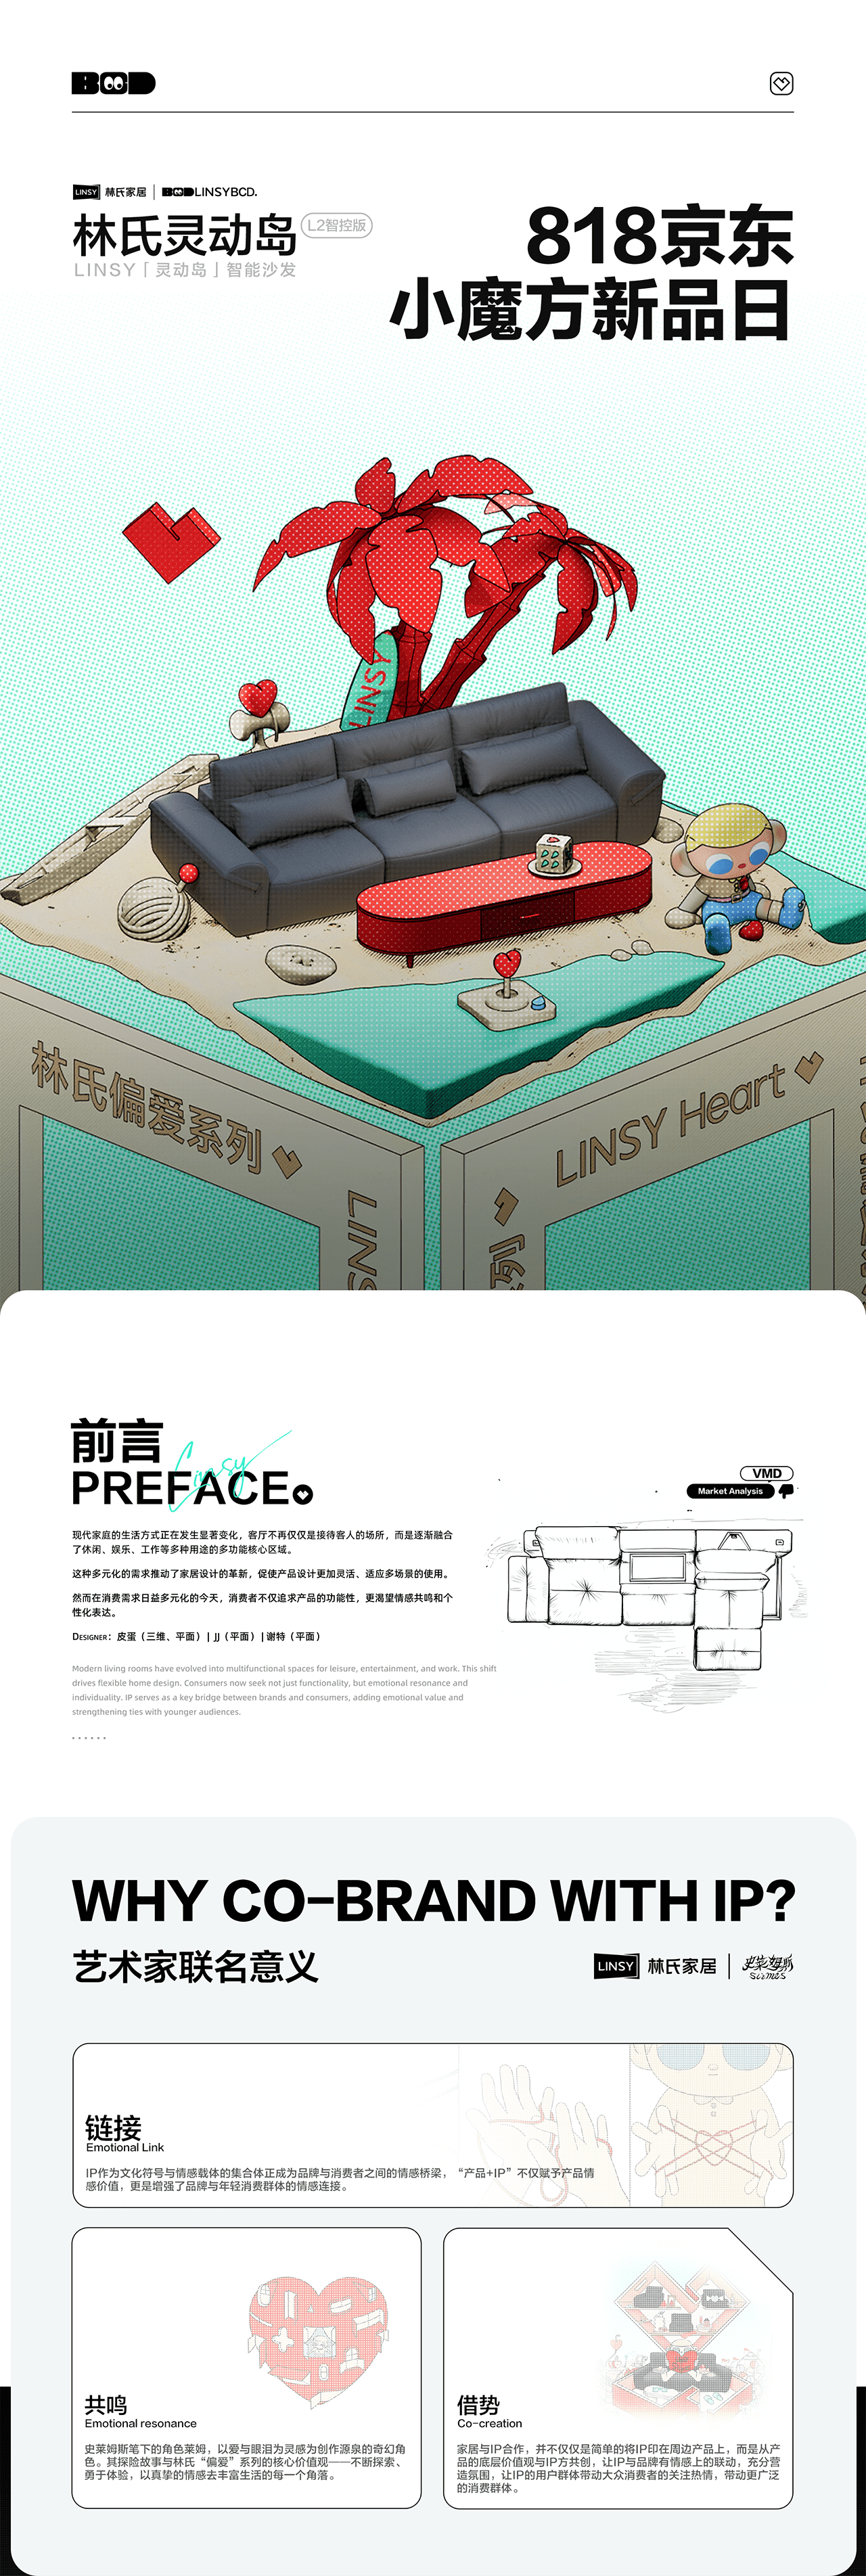 BCD
LINSY 林氏家居 | BCD LINSYBCD.
林氏灵动岛 L2智控版
LINSY「灵动岛」智能沙发
818京东
小魔方新品日
LINSY
林氏偏爱系列
LINSY Heart
LINS
列
前言
Linsy
PREFACE
VMD
Market Analysis
现代家庭的生活方式正在发生显著变化，客厅不再仅仅是接待客人的场所，而是逐渐融合
了休闲、娱乐、工作等多种用途的多功能核心区域。
这种多元化的需求推动了家居设计的革新，促使产品设计更加灵活、适应多场景的使用。
然而在消费需求日益多元化的今天，消费者不仅追求产品的功能性，更渴望情感共鸣和个
性化表达。
Designer：皮蛋（三维、平面）| JJ（平面）| 谢特（平面）
Modern living rooms have evolved into multifunctional spaces for leisure, entertainment, and work. This shift
drives flexible home design. Consumers now seek not just functionality, but emotional resonance and
individuality. IP serves as a key bridge between brands and consumers, adding emotional value and
strengthening ties with younger audiences.
......
WHY CO-BRAND WITH IP?
艺术家联名意义
LINSY 林氏家居 | 史莱姆斯
链接
Emotional Link
IP作为文化符号与情感载体的集合体正成为品牌与消费者之间的情感桥梁，“产品+IP”不仅赋予产品情
感价值，更是增强了品牌与年轻消费群体的情感连接。
共鸣
Emotional resonance
史莱姆斯笔下的角色莱姆，以爱与眼泪为灵感为创作源泉的奇幻角
色。其探险故事与林氏“偏爱”系列的核心价值观——不断探索、
勇于体验，以真挚的情感去丰富生活的每一个角落。
借势
Co-creation
家居与IP合作，并不仅仅是简单的将IP印在周边产品上，而是从产
品的底层价值观与IP方共创，让IP与品牌有情感上的联动，充分营
造氛围，让IP的用户群体带动大众消费者的关注热情，带动更广泛
的消费群体。